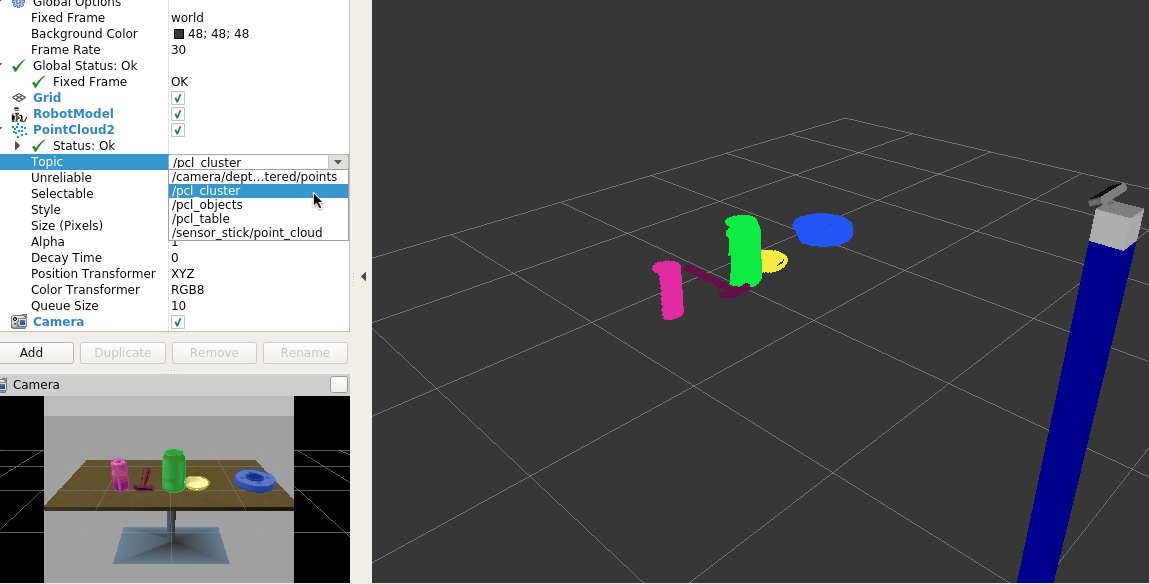 Global Options
Fixed Frame world
Background Color 48; 48; 48
Frame Rate 30
Global Status: Ok
Fixed Frame OK
Grid
RobotModel
PointCloud2
Status: Ok
Topic /pcl_cluster
Unreliable /camera/dept...tered/points
Selectable /pcl_cluster
Style /pcl_objects
Size (Pixels) /pcl_table
/sensor_stick/point_cloud
Alpha 1
Decay Time 0
Position Transformer XYZ
Color Transformer RGB8
Queue Size 10
Camera
Add Duplicate Remove Rename
Camera